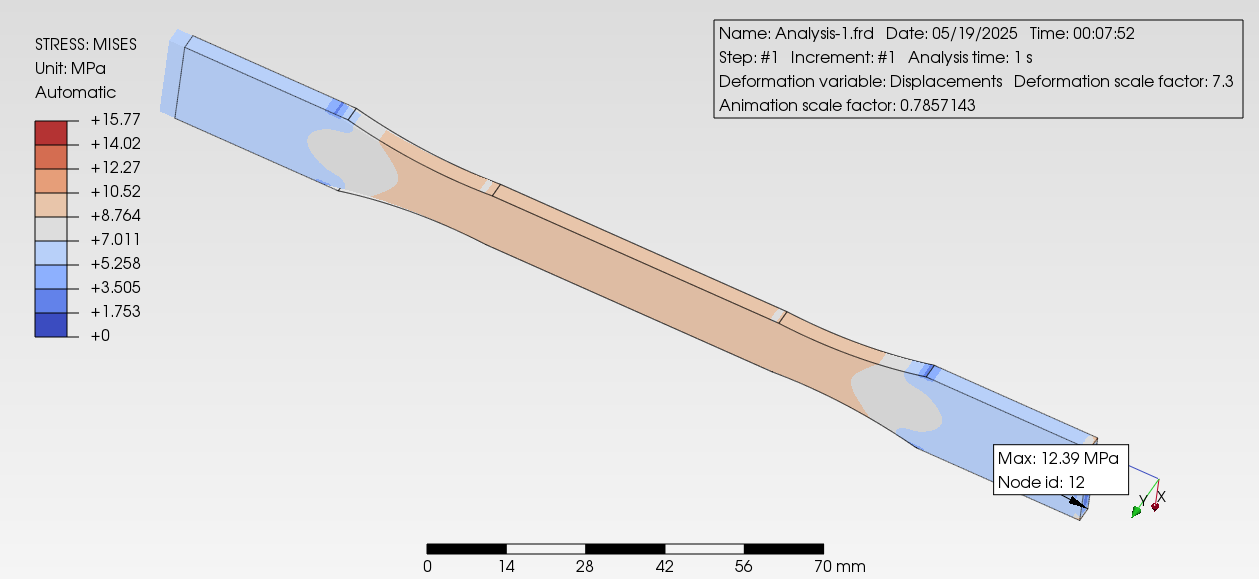 STRESS: MISES
Unit: MPa
Automatic
+15.77
+14.02
+12.27
+10.52
+8.764
+7.011
+5.258
+3.505
+1.753
+0
Name: Analysis-1.frd Date: 05/19/2025 Time: 00:07:52
Step: #1 Increment: #1 Analysis time: 1 s
Deformation variable: Displacements Deformation scale factor: 7.3
Animation scale factor: 0.7857143
Max: 12.39 MPa
Node id: 12
Y X
0 14 28 42 56 70 mm